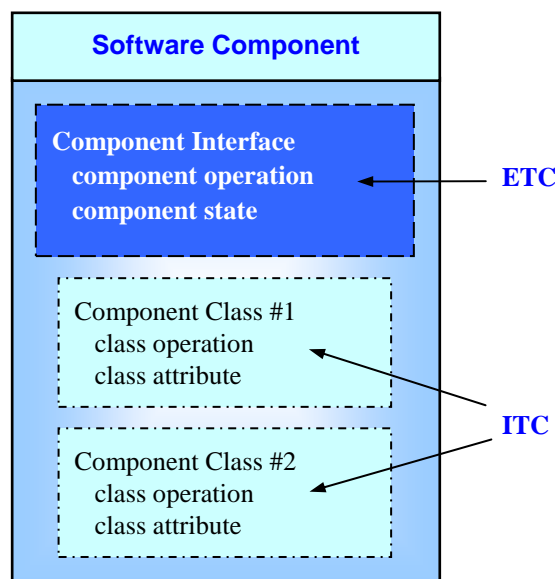 Software Component
Component Interface
component operation
component state
ETC
Component Class #1
class operation
class attribute
ITC
Component Class #2
class operation
class attribute